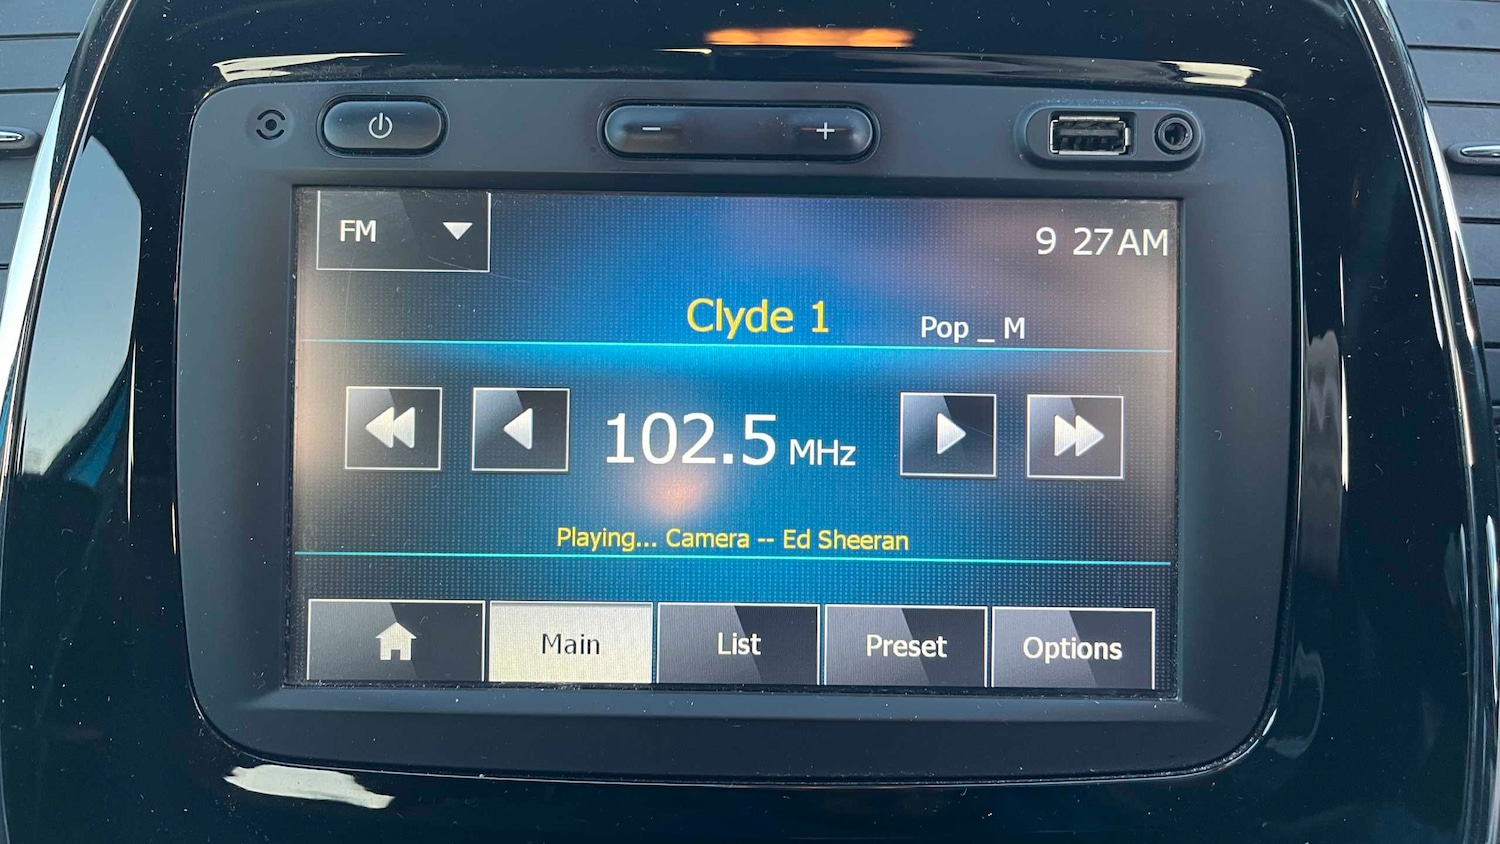 FM
9 27AM
Clyde 1
Pop _ M
102.5 MHz
Playing... Camera -- Ed Sheeran
Main
List
Preset
Options